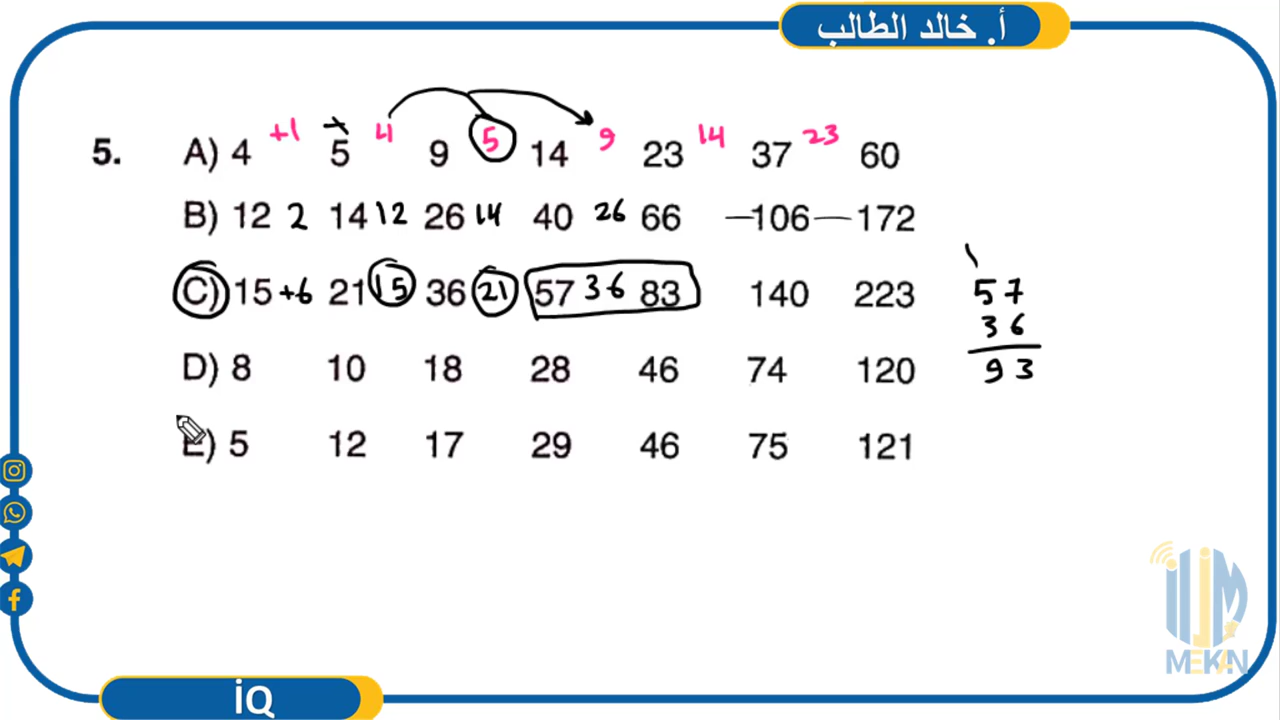 أ. خالد الطالب
+1 4 5 9 14 23
5. A) 4 5 9 14 23 37 60
B) 12 2 14 12 26 14 40 26 66 106 172
C) 15 +6 21 15 36 21 57 36 83 140 223
57
36
93
D) 8 10 18 28 46 74 120
E) 5 12 17 29 46 75 121
MEKAN
İQ